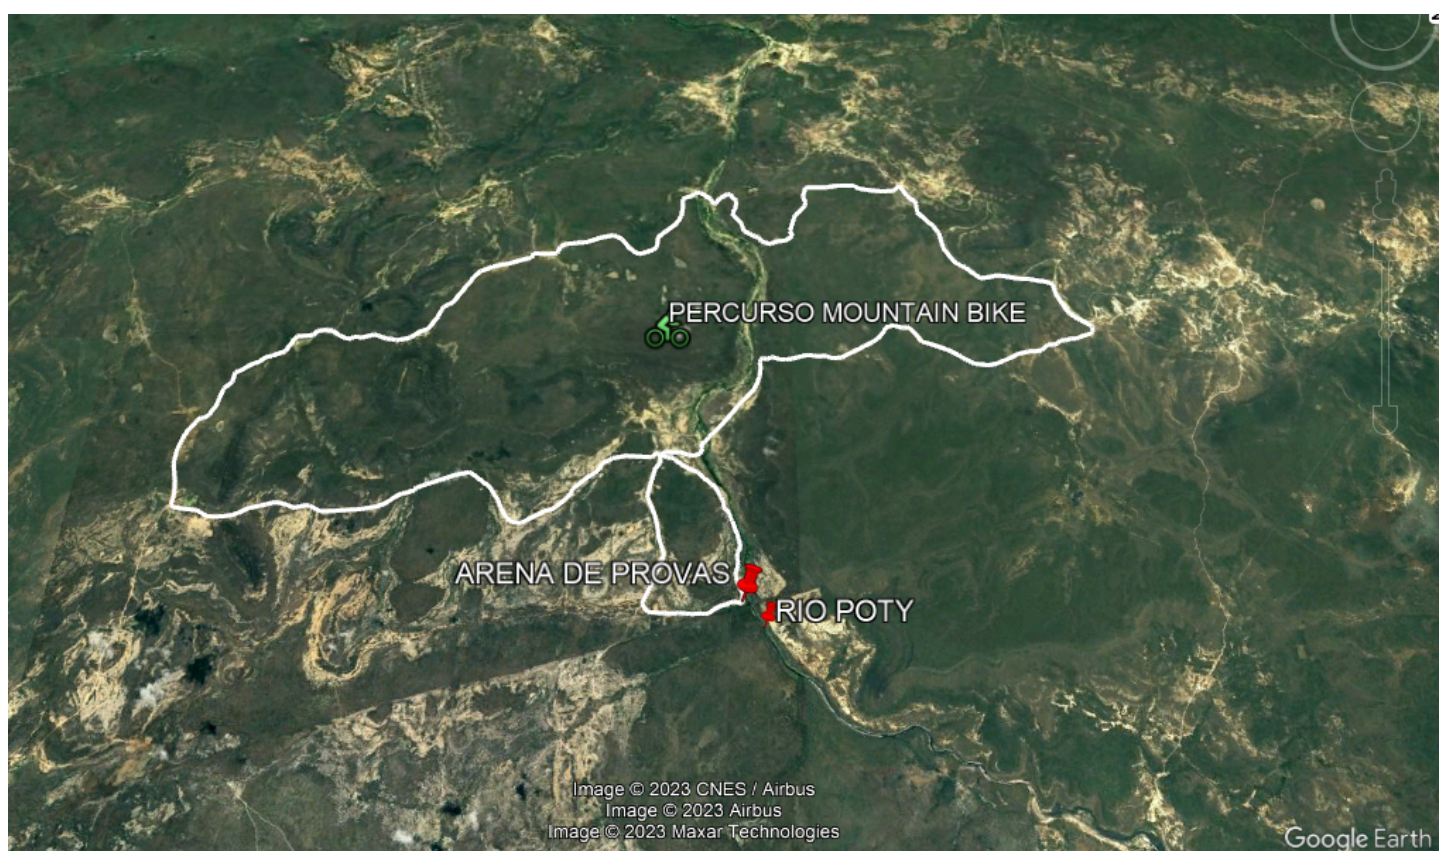 PERCURSO MOUNTAIN BIKE
ARENA DE PROVAS
RIO POTY
Image © 2023 CNES / Airbus
Image © 2023 Airbus
Image © 2023 Maxar Technologies
Google Earth